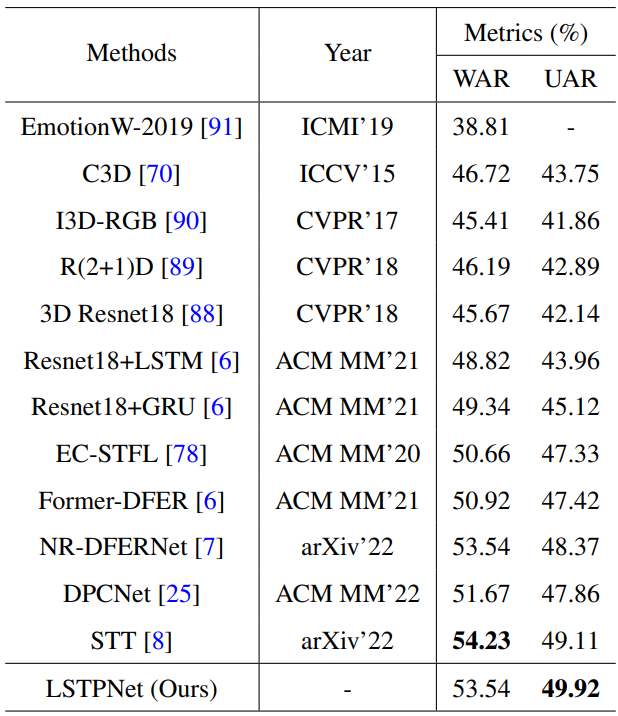 Methods Year Metrics (%)
WAR UAR
EmotionW-2019 [91] ICMI'19 38.81 -
C3D [70] ICCV'15 46.72 43.75
I3D-RGB [90] CVPR'17 45.41 41.86
R(2+1)D [89] CVPR'18 46.19 42.89
3D Resnet18 [88] CVPR'18 45.67 42.14
Resnet18+LSTM [6] ACM MM'21 48.82 43.96
Resnet18+GRU [6] ACM MM'21 49.34 45.12
EC-STFL [78] ACM MM'20 50.66 47.33
Former-DFER [6] ACM MM'21 50.92 47.42
NR-DFERNet [7] arXiv'22 53.54 48.37
DPCNet [25] ACM MM'22 51.67 47.86
STT [8] arXiv'22 54.23 49.11
LSTPNet (Ours) - 53.54 49.92